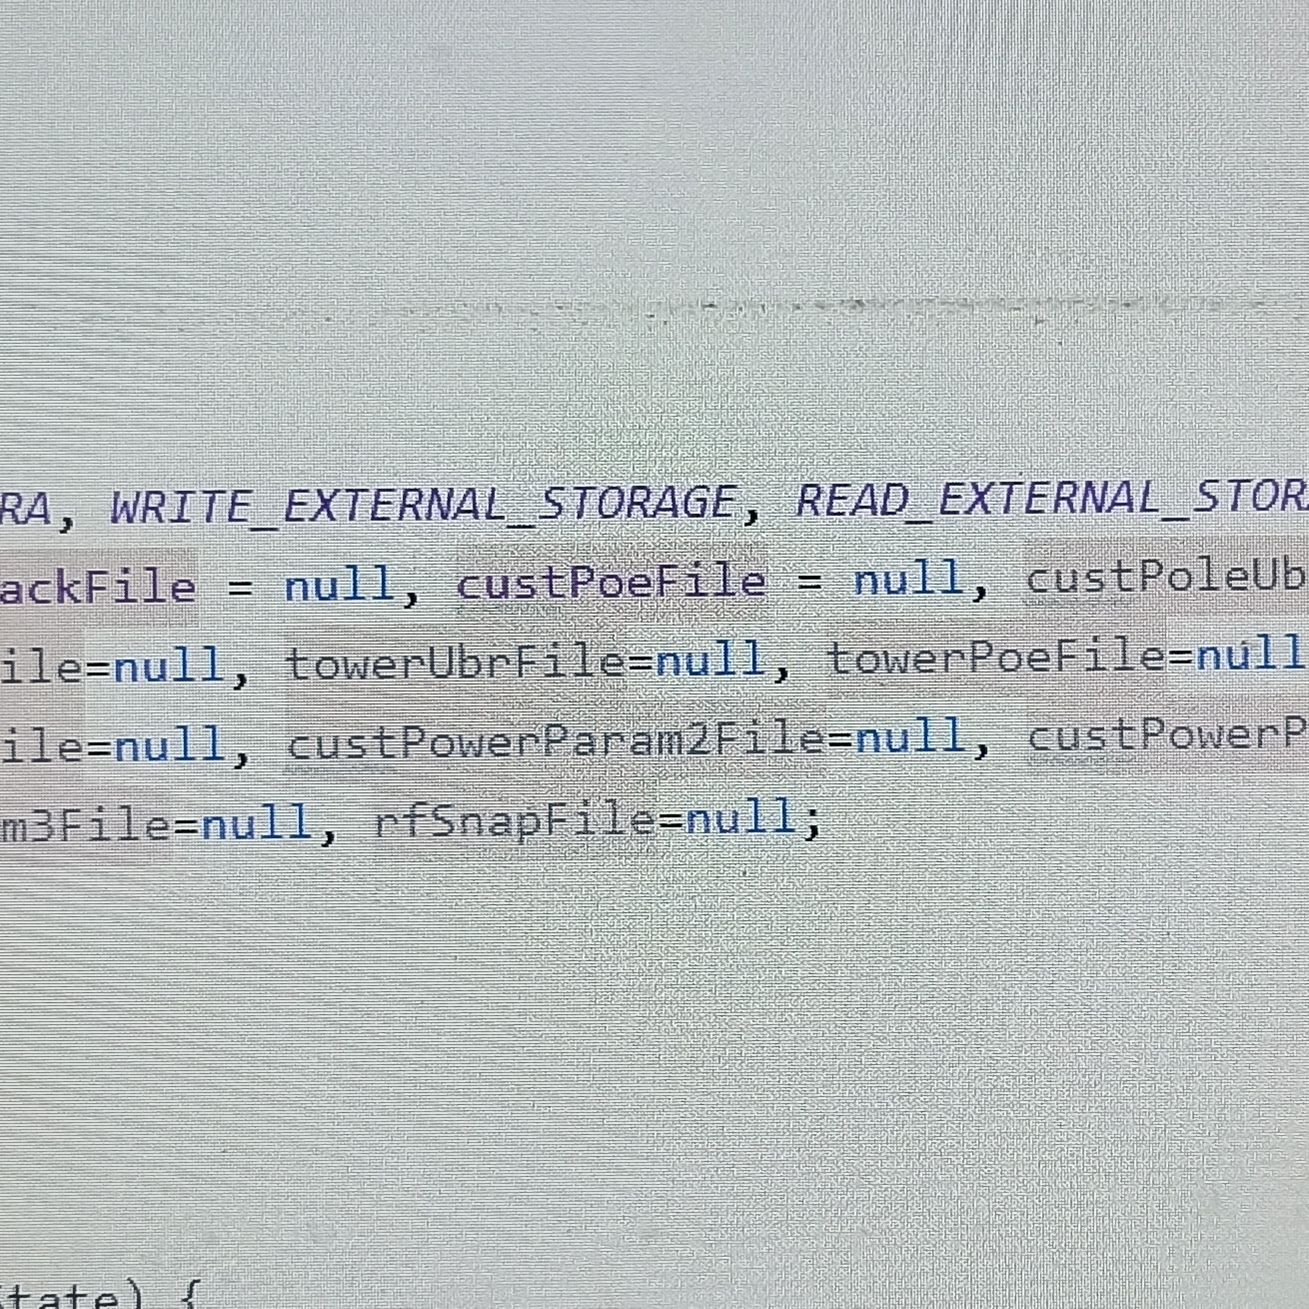 RA, WRITE_EXTERNAL_STORAGE, READ_EXTERNAL_STOR
ackFile = null, custPoeFile = null, custPoleUb
ile=null, towerUbrFile=null, towerPoeFile=null
ile=null, custPowerParam2File=null, custPowerP
m3File=null, rfSnapFile=null;
tate) {